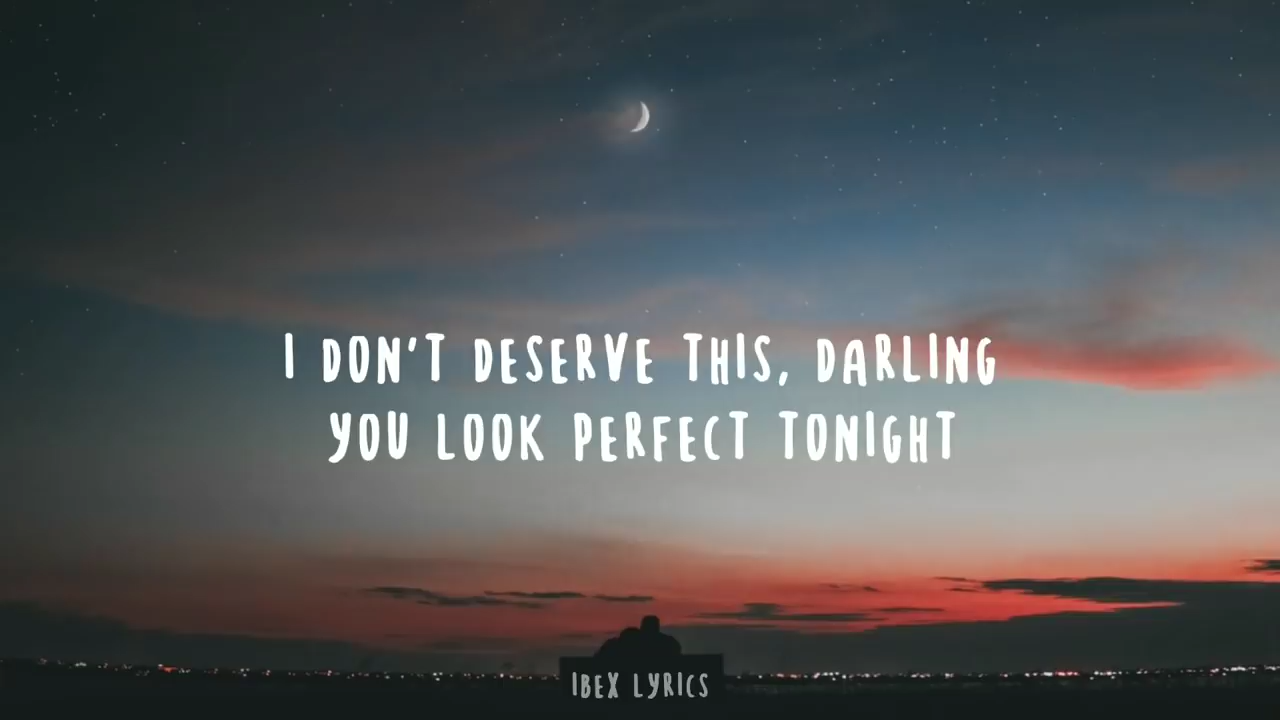 I DON'T DESERVE THIS, DARLING
YOU LOOK PERFECT TONIGHT
IBEX LYRICS